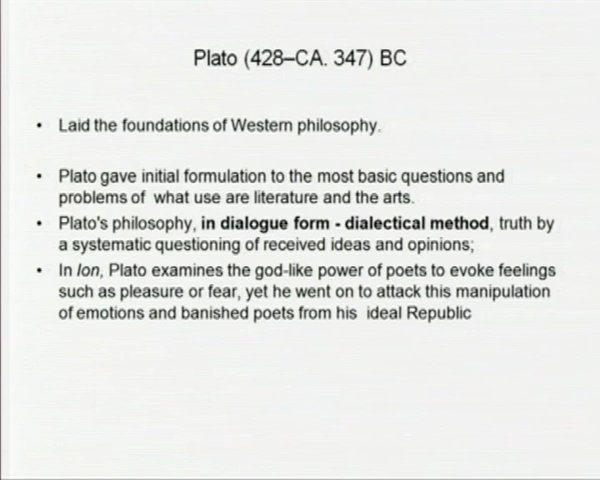 Plato (428–CA. 347) BC
• Laid the foundations of Western philosophy.
• Plato gave initial formulation to the most basic questions and
problems of what use are literature and the arts.
• Plato's philosophy, in dialogue form - dialectical method, truth by
a systematic questioning of received ideas and opinions;
• In Ion, Plato examines the god-like power of poets to evoke feelings
such as pleasure or fear, yet he went on to attack this manipulation
of emotions and banished poets from his ideal Republic